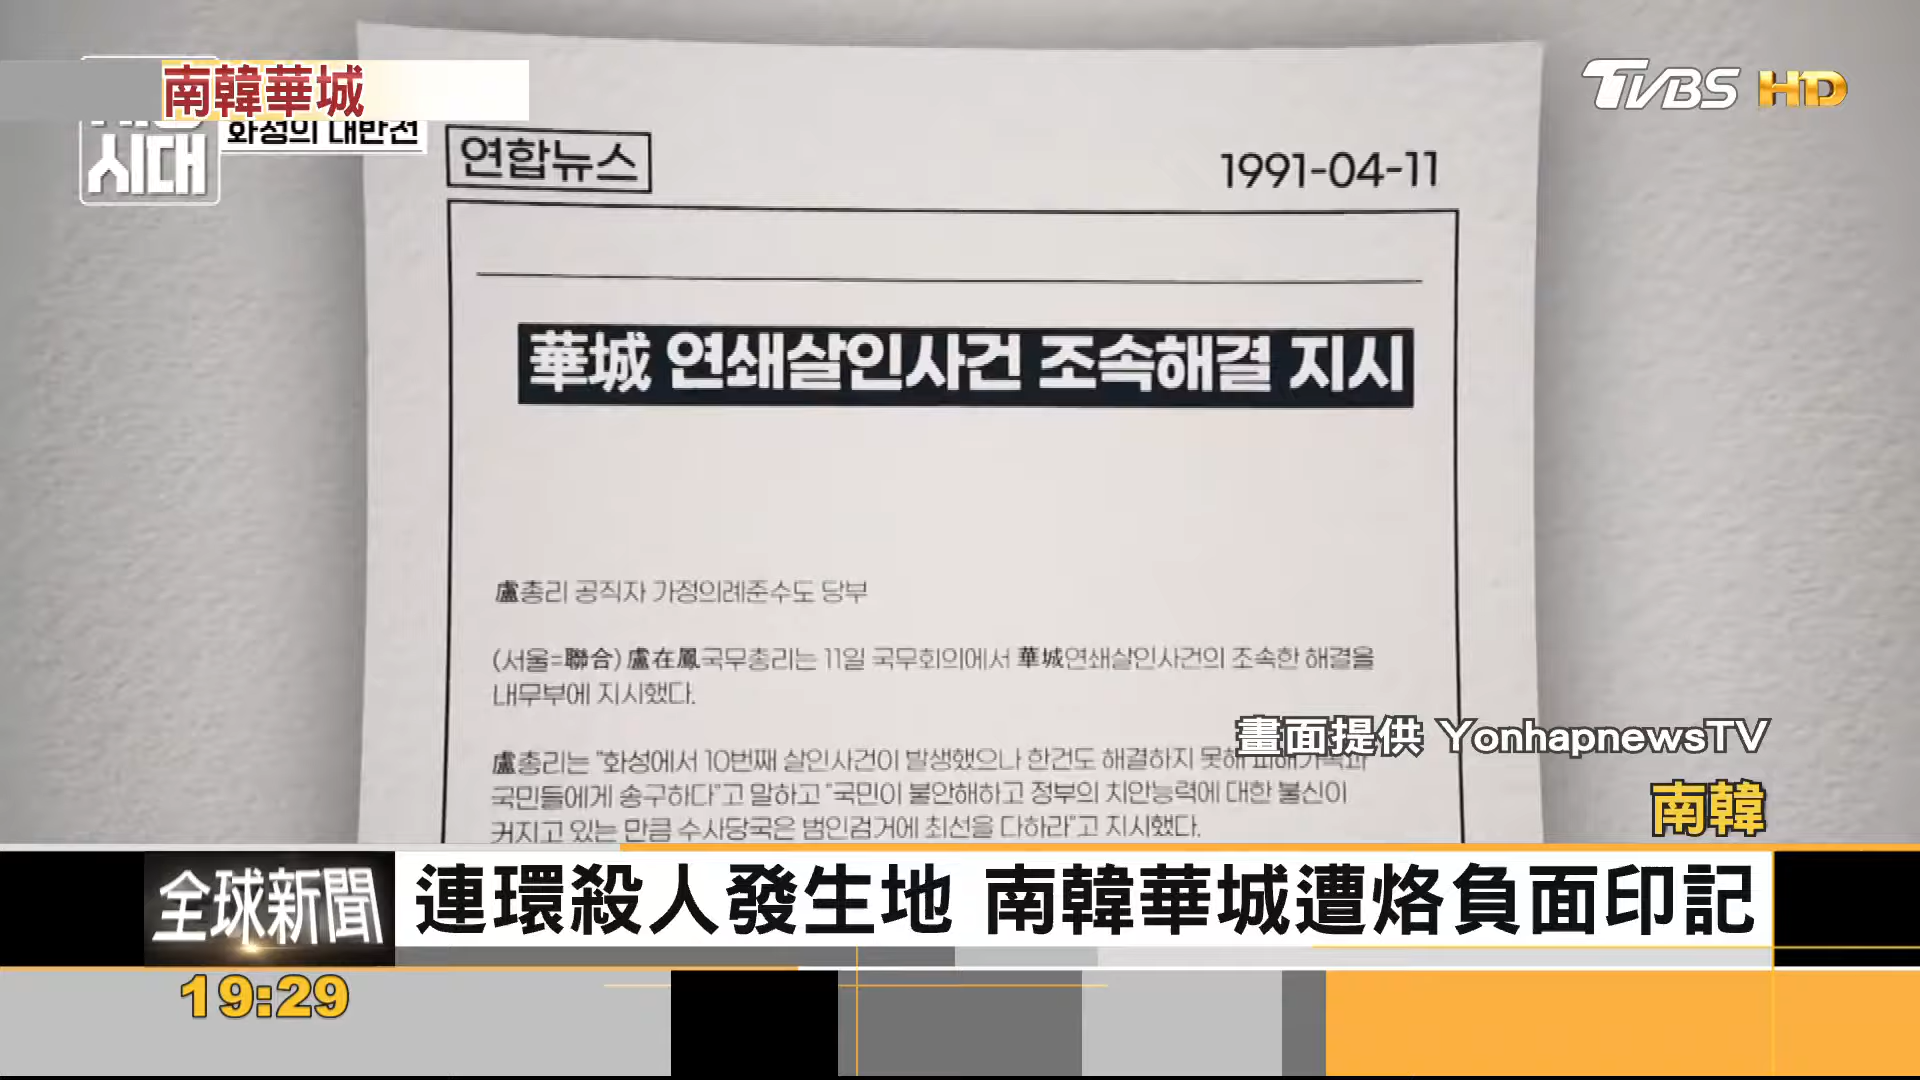 南韓華城
TVBS HD
시대
화성의 대반전
연합뉴스
1991-04-11
華城 연쇄살인사건 조속해결 지시
盧총리 공직자 가정의례준수도 당부
(서울=聯合) 盧在鳳국무총리는 11일 국무회의에서 華城연쇄살인사건의 조속한 해결을
내무부에 지시했다.
盧총리는 "화성에서 10번째 살인사건이 발생했으나 한건도 해결하지 못해 피해가족과
국민들에게 송구하다"고 말하고 "국민이 불안해하고 정부의 치안능력에 대한 불신이
커지고 있는 만큼 수사당국은 범인검거에 최선을 다하라"고 지시했다.
畫面提供 YonhapnewsTV
南韓
全球新聞
連環殺人發生地 南韓華城遭烙負面印記
19:29